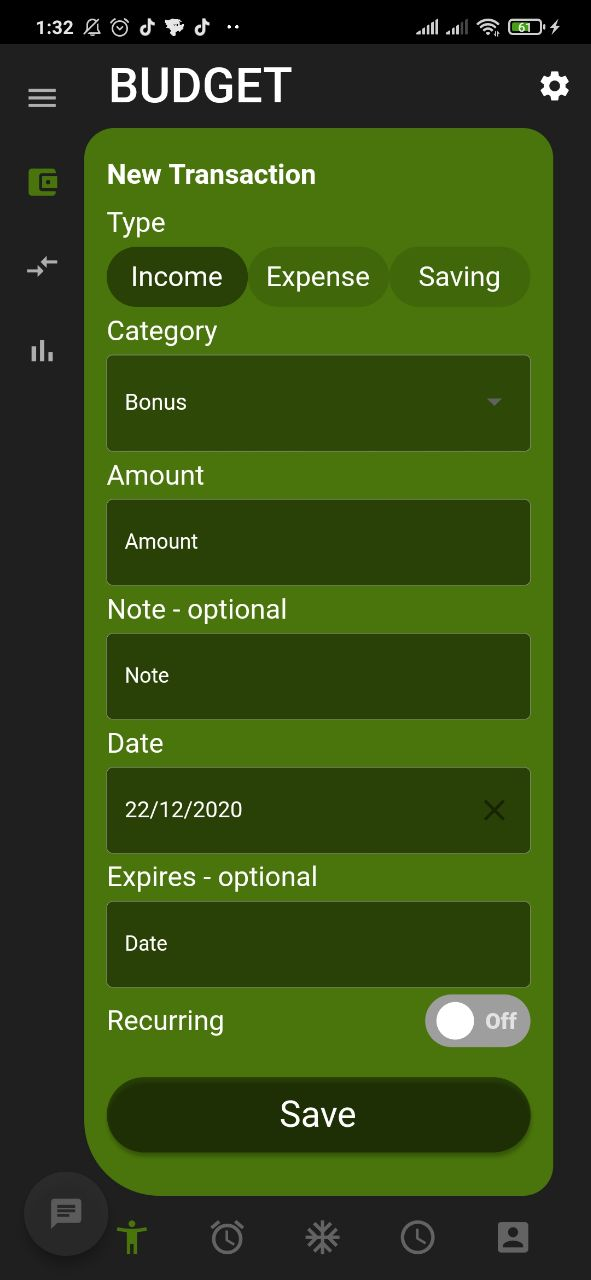 1:32
61
BUDGET
New Transaction
Type
Income Expense Saving
Category
Bonus
Amount
Amount
Note - optional
Note
Date
22/12/2020
Expires - optional
Date
Recurring Off
Save